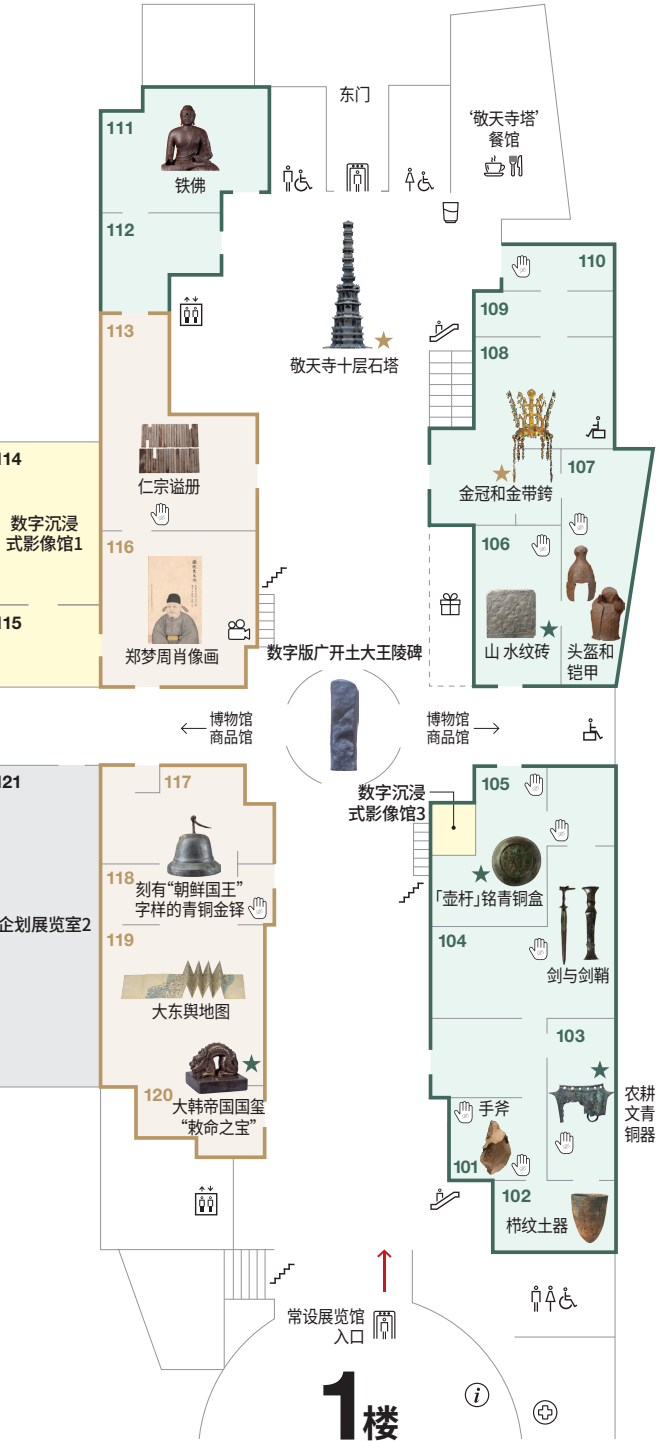 东门
‘敬天寺塔’
餐馆
111
铁佛
112
113
敬天寺十层石塔
110
109
108
金冠和金带銙
107
仁宗谥册
114
数字沉浸
式影像馆1
116
106
115
郑梦周肖像画
山 水纹砖
头盔和
铠甲
数字版广开土大王陵碑
博物馆
商品馆
博物馆
商品馆
121
117
105
数字沉浸
式影像馆3
118
刻有“朝鲜国王”
字样的青铜金铎
「壶杅」铭青铜盒
企划展览室2
119
104
剑与剑鞘
大东舆地图
103
120
大韩帝国国玺
“敕命之宝”
手斧
农耕
文青
铜器
101
102
栉纹土器
常设展览馆
入口
1楼
i